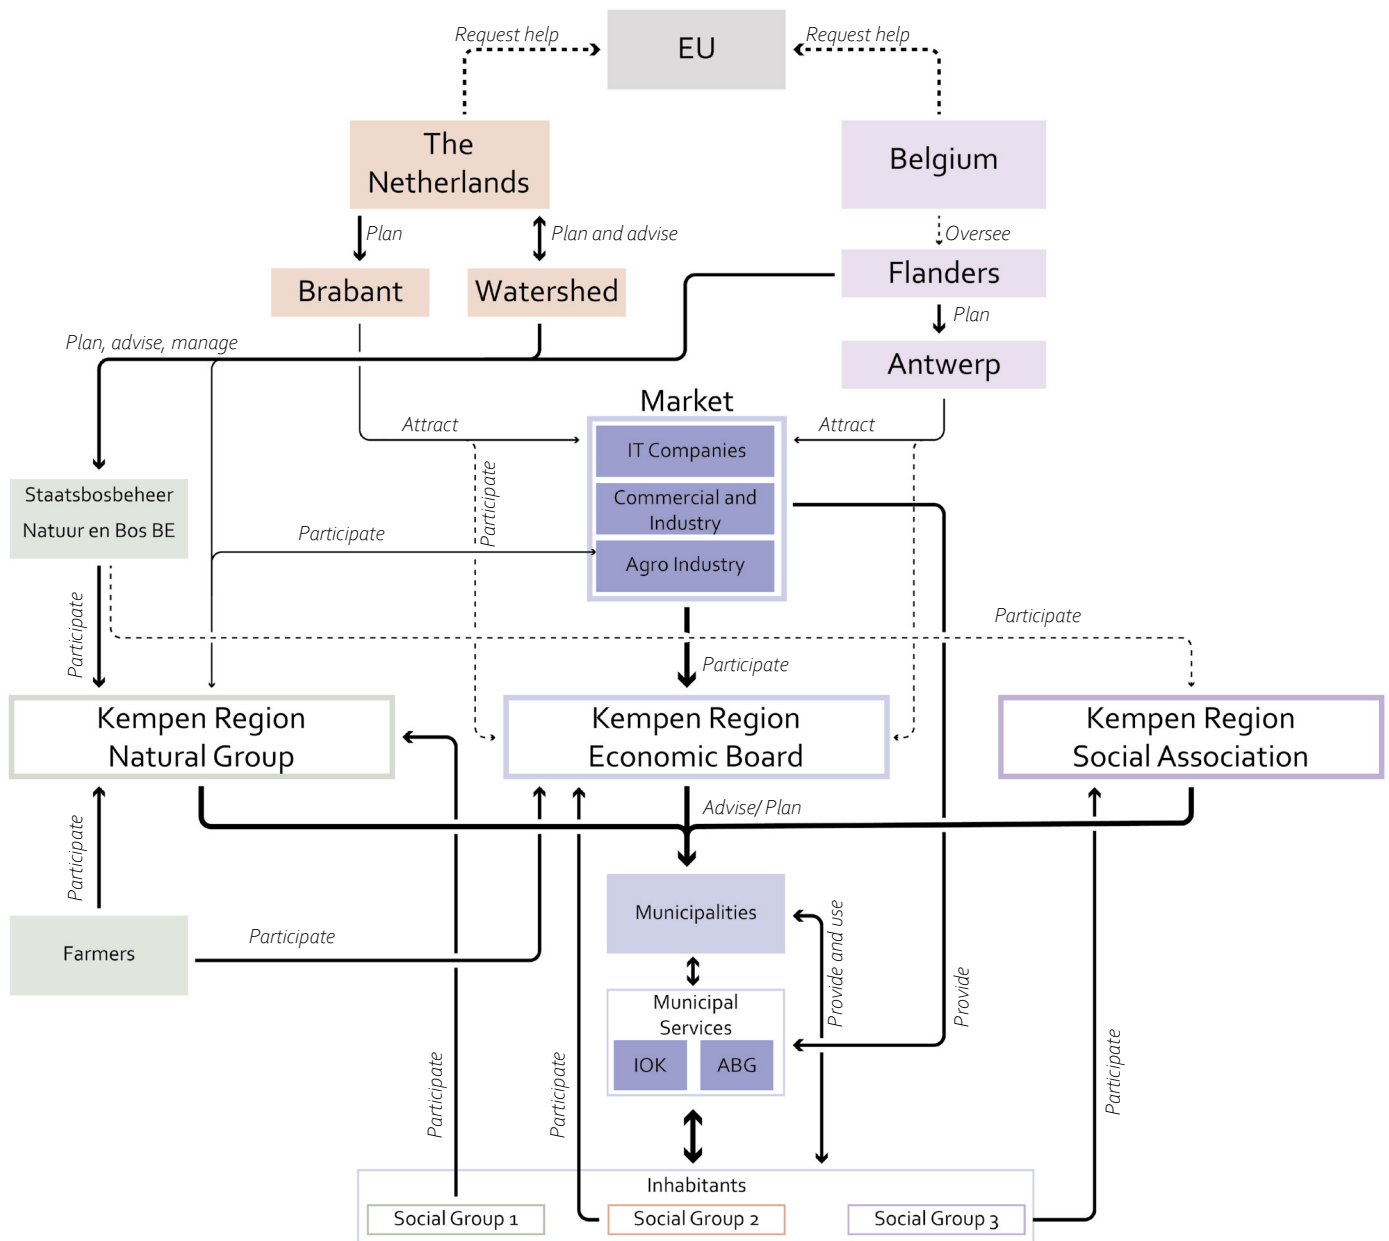 Request help
EU
Request help
The
Netherlands
Belgium
Plan
Plan and advise
Oversee
Brabant
Watershed
Flanders
Plan
Plan, advise, manage
Antwerp
Market
Attract
Attract
IT Companies
Participate
Commercial and
Industry
Staatsbosbeheer
Natuur en Bos BE
Participate
Agro Industry
Participate
Participate
Participate
Kempen Region
Natural Group
Kempen Region
Economic Board
Kempen Region
Social Association
Advise/ Plan
Participate
Municipalities
Farmers
Participate
Provide and use
Provide
Municipal
Services
IOK
ABG
Participate
Participate
Participate
Inhabitants
Social Group 1
Social Group 2
Social Group 3